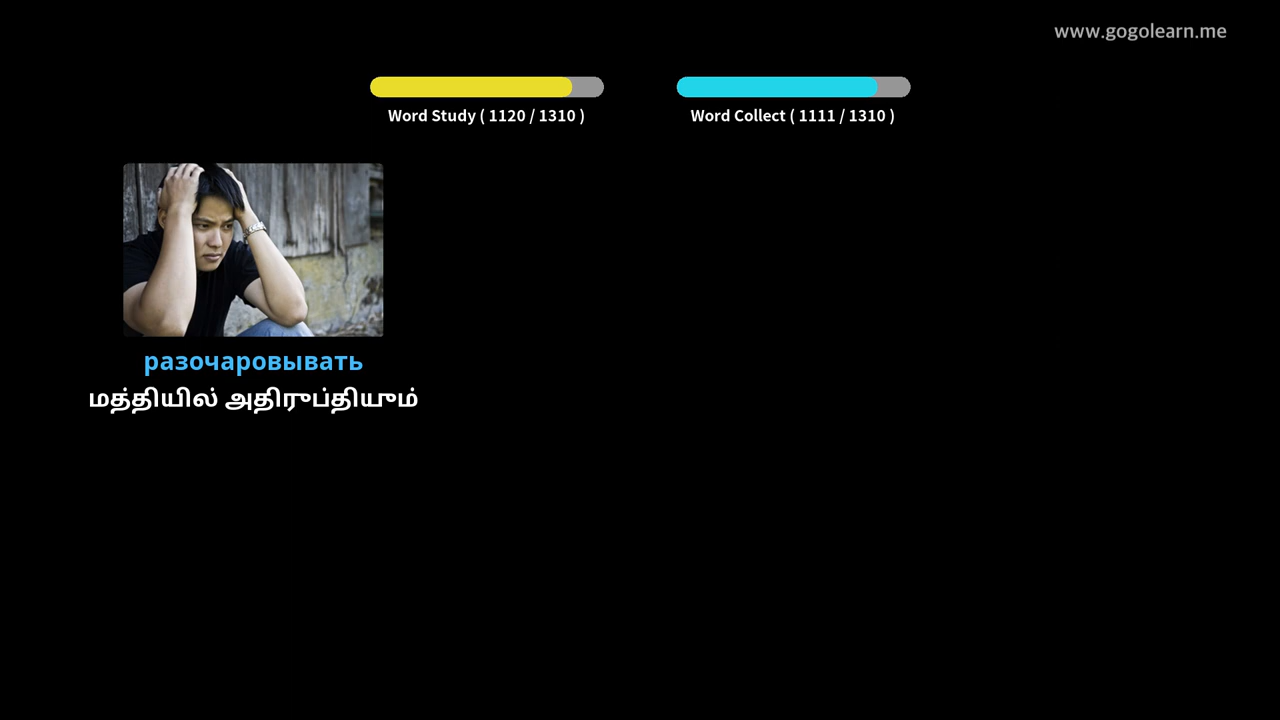 www.gogolearn.me
Word Study ( 1120 / 1310 )
Word Collect ( 1111 / 1310 )
разочаровывать
மத்தியில் அதிருப்தியும்